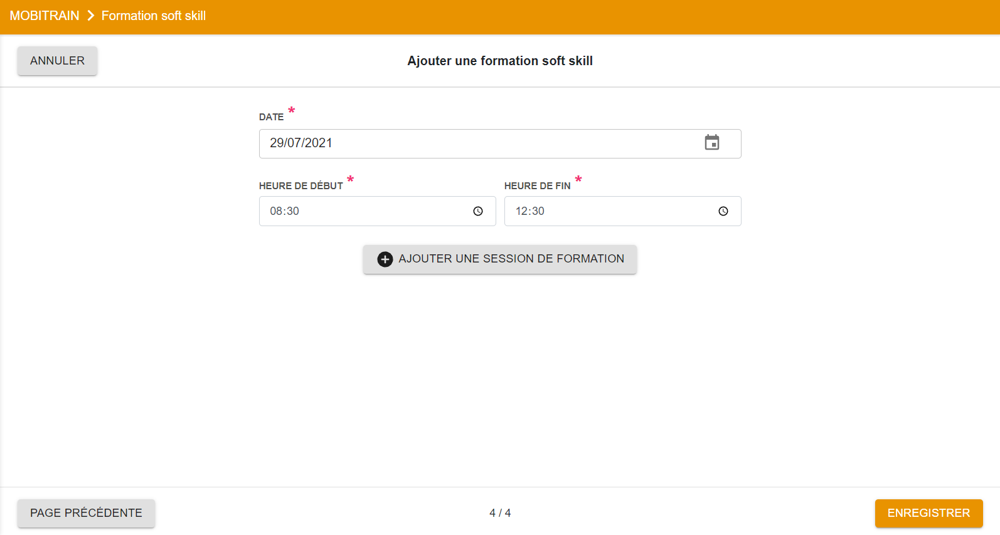 MOBITRAIN > Formation soft skill
ANNULER
Ajouter une formation soft skill
DATE *
29/07/2021
HEURE DE DÉBUT *
HEURE DE FIN *
08:30
12:30
AJOUTER UNE SESSION DE FORMATION
PAGE PRÉCÉDENTE
4 / 4
ENREGISTRER